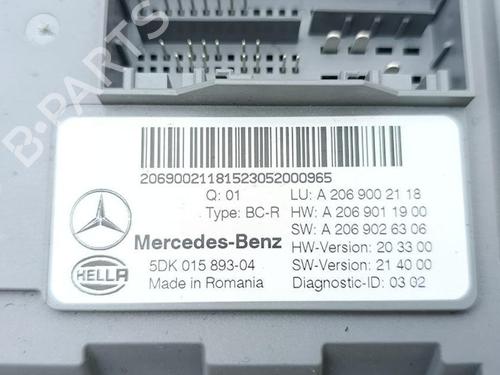 B-PARTS
20690021181523052000965
Q: 01 LU: A 206 900 21 18
Type: BC-R HW: A 206 901 19 00
SW: A 206 902 63 06
Mercedes-Benz HW-Version: 20 33 00
5DK 015 893-04 SW-Version: 21 40 00
HELLA Made in Romania Diagnostic-ID: 03 02